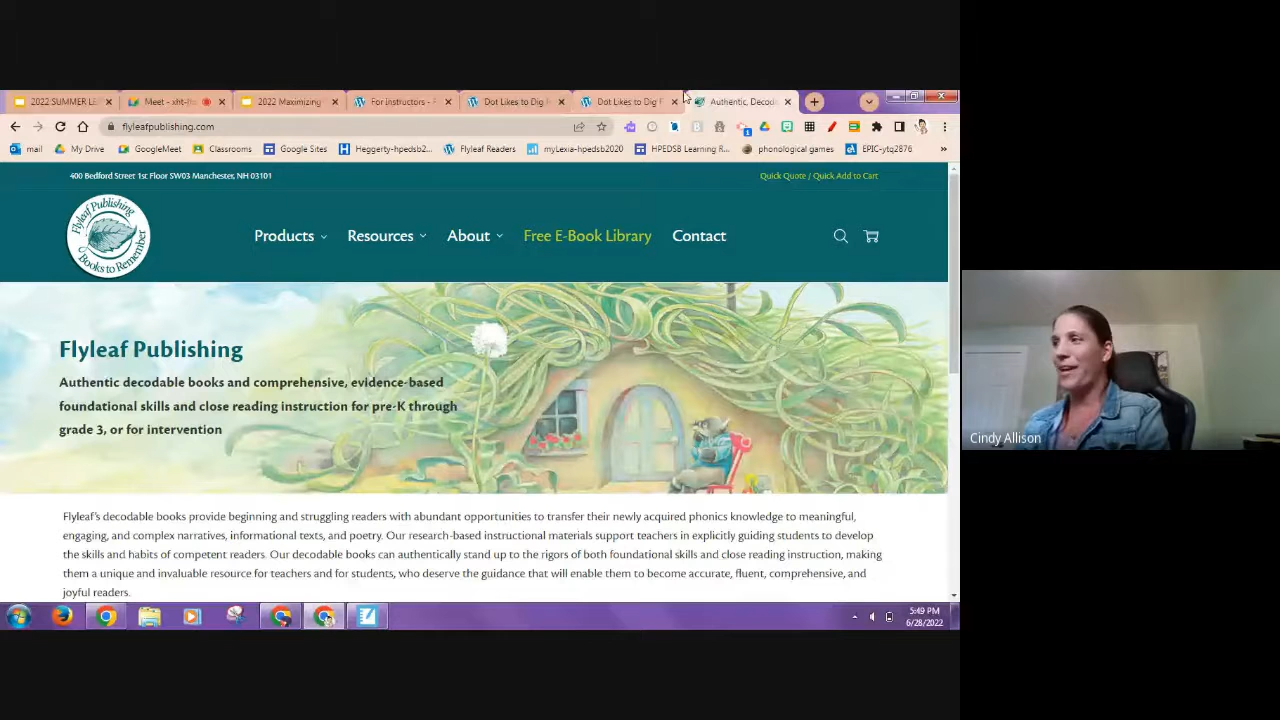 2022 SUMMER LE
Meet - xht-
2022 Maximizing
For instructors - F
Dot Likes to Dig
Dot Likes to Dig
Authentic, Decod
flyleafpublishing.com
mail
My Drive
GoogleMeet
Classrooms
Google Sites
Heggerty-hpedsb2...
Flyleaf Readers
myLexia-hpedsb2020
HPEDSB Learning R...
phonological games
EPIC-ytq2876
400 Bedford Street 1st Floor SW03 Manchester, NH 03101
Quick Quote / Quick Add to Cart
Flyleaf Publishing
Books to Remember
Products
Resources
About
Free E-Book Library
Contact
Flyleaf Publishing
Authentic decodable books and comprehensive, evidence-based
foundational skills and close reading instruction for pre-K through
grade 3, or for intervention
Flyleaf's decodable books provide beginning and struggling readers with abundant opportunities to transfer their newly acquired phonics knowledge to meaningful,
engaging, and complex narratives, informational texts, and poetry. Our research-based instructional materials support teachers in explicitly guiding students to develop
the skills and habits of competent readers. Our decodable books can authentically stand up to the rigors of both foundational skills and close reading instruction, making
them a unique and invaluable resource for teachers and for students, who deserve the guidance that will enable them to become accurate, fluent, comprehensive, and
joyful readers.
Cindy Allison
5:49 PM
6/28/2022